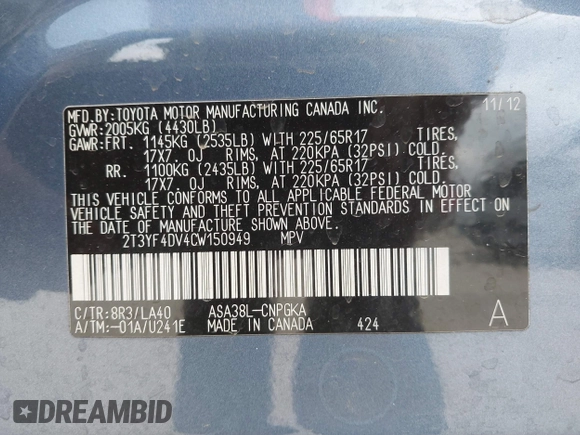 MFD.BY:TOYOTA MOTOR MANUFACTURING CANADA INC. 11/12
GVWR:2005KG (4430LB)
GAWR:FRT. 1145KG (2535LB) WITH 225/65R17 TIRES,
17X7. 0J RIMS, AT 220KPA (32PSI) COLD.
RR. 1100KG (2435LB) WITH 225/65R17 TIRES,
17X7. 0J RIMS, AT 220KPA (32PSI) COLD.
THIS VEHICLE CONFORMS TO ALL APPLICABLE FEDERAL MOTOR
VEHICLE SAFETY AND THEFT PREVENTION STANDARDS IN EFFECT ON
THE DATE OF MANUFACTURE SHOWN ABOVE.
2T3YF4DV4CW150949 MPV
C/TR:8R3/LA40 ASA38L-CNPGKA
A/TM:-01A/U241E MADE IN CANADA 424 A
DREAMBID